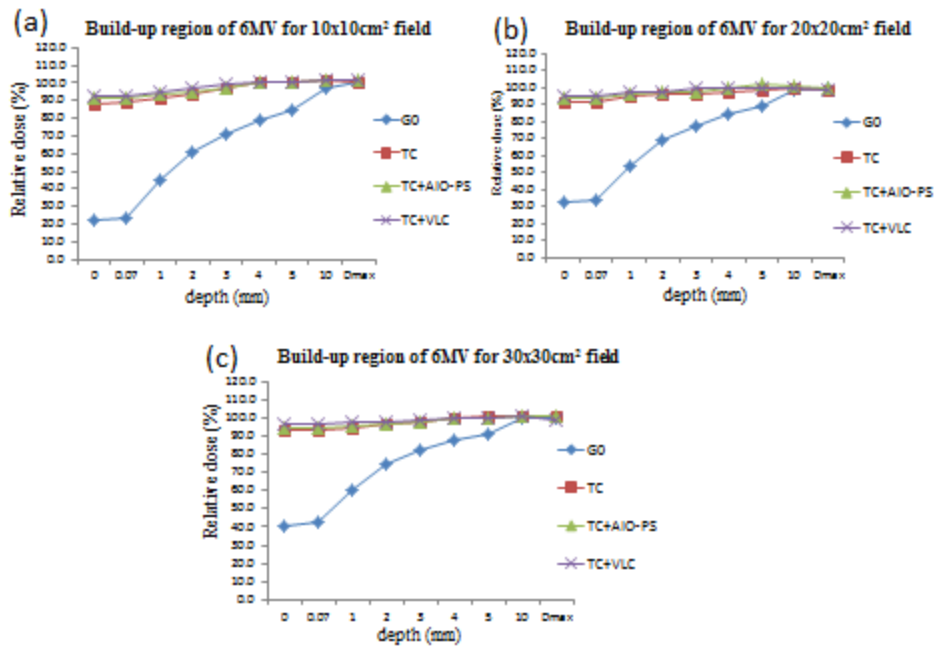 (a)
Build-up region of 6MV for 10x10cm² field
120.0
110.0
100.0
90.0
80.0
70.0
60.0
50.0
40.0
30.0
20.0
10.0
0.0
Relative dose (%)
0 0.07 1 2 3 4 5 10 Dmax
depth (mm)
G0
TC
TC+AIO-PS
TC+VLC
(b)
Build-up region of 6MV for 20x20cm² field
120.0
110.0
100.0
90.0
80.0
70.0
60.0
50.0
40.0
30.0
20.0
10.0
0.0
Relative dose (%)
0 0.07 1 2 3 4 5 10 Dmax
depth (mm)
G0
TC
TC+AIO-PS
TC+VLC
(c)
Build-up region of 6MV for 30x30cm² field
120.0
110.0
100.0
90.0
80.0
70.0
60.0
50.0
40.0
30.0
20.0
10.0
0.0
Relative dose (%)
0 0.07 1 2 3 4 5 10 Dmax
depth (mm)
G0
TC
TC+AIO-PS
TC+VLC